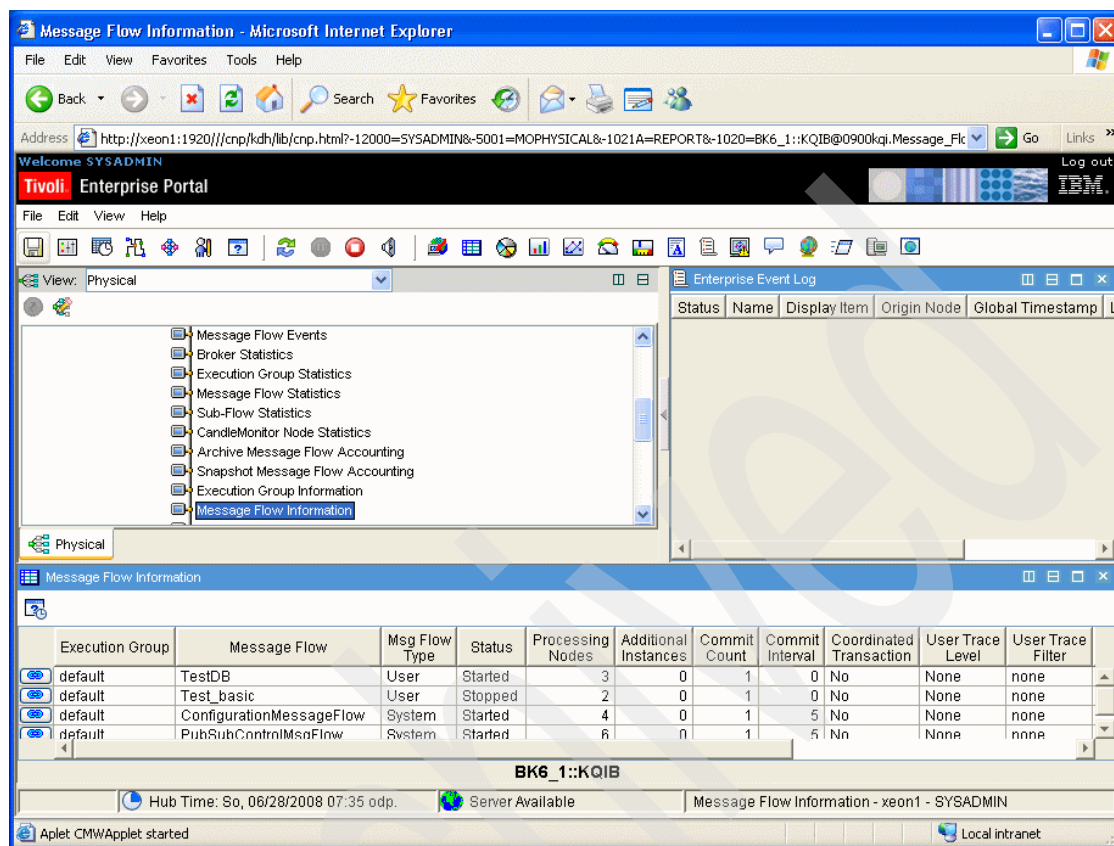 Message Flow Information - Microsoft Internet Explorer
File Edit View Favorites Tools Help
Back Search Favorites
Address http://xeon1:1920///cnp/kdh/lib/cnp.html?-12000=SYSADMIN&-5001=MOPHYSICAL&-1021A=REPORT&-1020=BK6_1::KQIB@0900kqi.Message_Flc Go Links »
Welcome SYSADMIN Log out
Tivoli. Enterprise Portal IBM.
File Edit View Help
View: Physical
Enterprise Event Log
Status Name Display Item Origin Node Global Timestamp L
Message Flow Events
Broker Statistics
Execution Group Statistics
Message Flow Statistics
Sub-Flow Statistics
CandleMonitor Node Statistics
Archive Message Flow Accounting
Snapshot Message Flow Accounting
Execution Group Information
Message Flow Information
Physical
Message Flow Information
Execution Group Message Flow Msg Flow Type Status Processing Nodes Additional Instances Commit Count Commit Interval Coordinated Transaction User Trace Level User Trace Filter
default TestDB User Started 3 0 1 0 No None none
default Test_basic User Stopped 2 0 1 0 No None none
default ConfigurationMessageFlow System Started 4 0 1 5 No None none
default PubSubControlMsgFlow System Started 6 0 1 5 No None none
BK6_1::KQIB
Hub Time: So, 06/28/2008 07:35 odp. Server Available Message Flow Information - xeon1 - SYSADMIN
Aplet CMWApplet started Local intranet